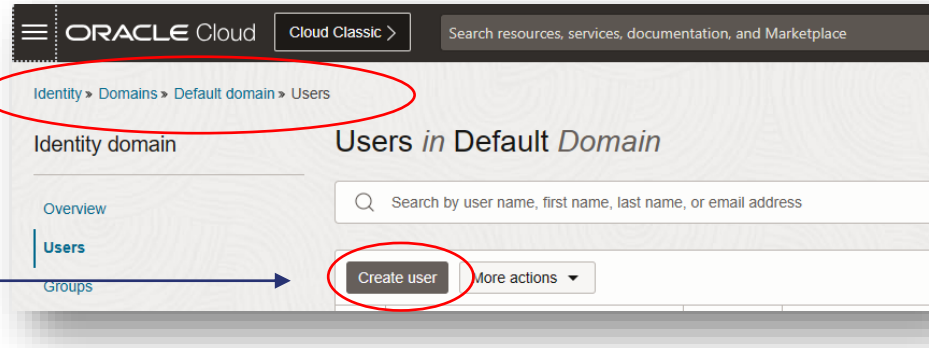 ORACLE Cloud Cloud Classic > Search resources, services, documentation, and Marketplace
Identity » Domains » Default domain » Users
Identity domain
Users in Default Domain
Overview
Search by user name, first name, last name, or email address
Users
Create user More actions
Groups